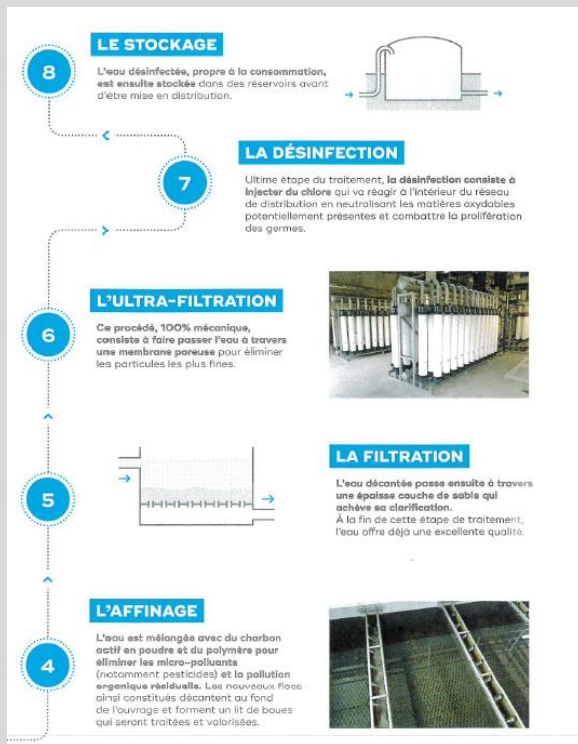 8
LE STOCKAGE
L'eau désinfectée, propre à la consommation,
est ensuite stockée dans des réservoirs avant
d'être mise en distribution.
7
LA DÉSINFECTION
Ultime étape du traitement, la désinfection consiste à
injecter du chlore qui va réagir à l'intérieur du réseau
de distribution en neutralisant les matières oxydables
potentiellement présentes et combattre la prolifération
des germes.
6
L'ULTRA-FILTRATION
Ce procédé, 100% mécanique,
consiste à faire passer l'eau à travers
une membrane poreuse pour éliminer
les particules les plus fines.
5
LA FILTRATION
L'eau décantée passe ensuite à travers
une épaisse couche de sable qui
achève sa clarification.
À la fin de cette étape de traitement,
l'eau offre déjà une excellente qualité.
4
L'AFFINAGE
L'eau est mélangée avec du charbon
actif en poudre et du polymère pour
éliminer les micro-polluants
(notamment pesticides) et la pollution
organique résiduelle. Les nouveaux flocs
ainsi constitués décantent au fond
de l'ouvrage et forment un lit de boues
qui seront traitées et valorisées.